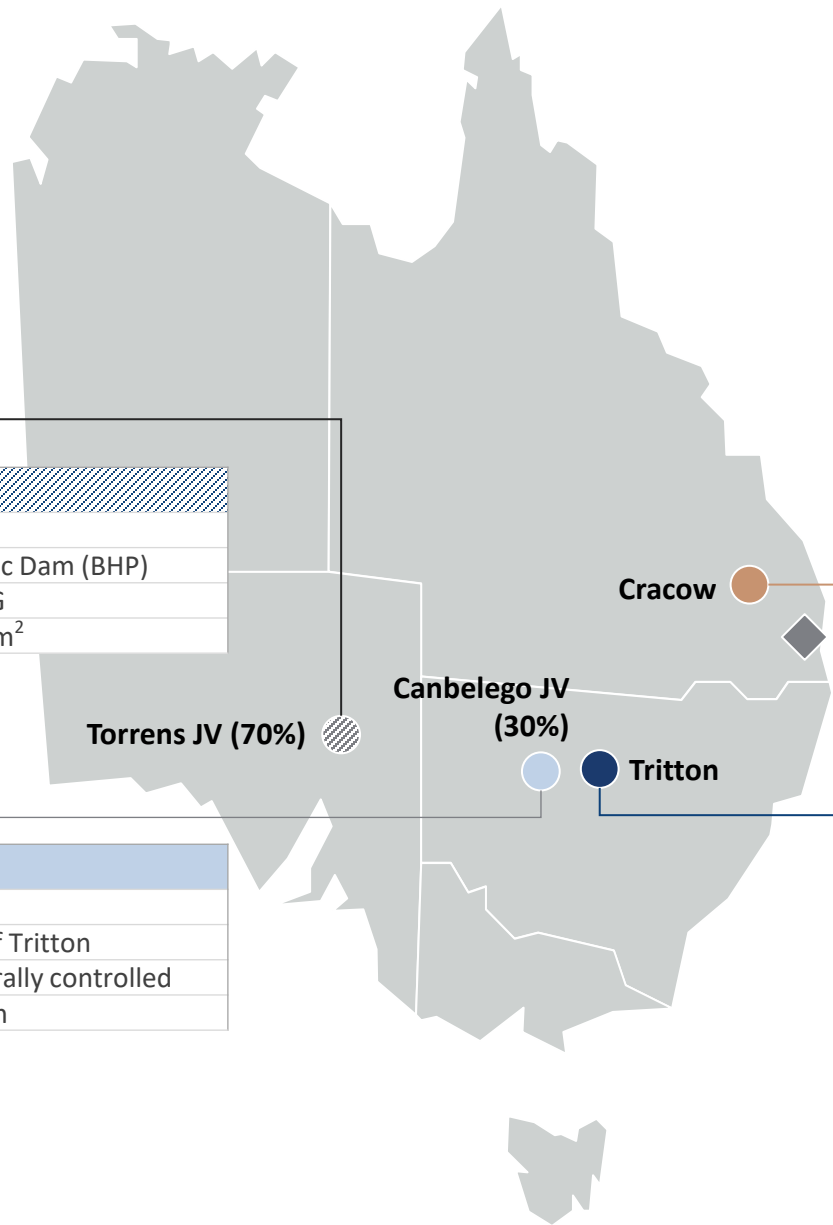 c Dam (BHP)
G
m²
Cracow
Canbelego JV
(30%)
Torrens JV (70%)
Tritton
f Tritton
rally controlled
n